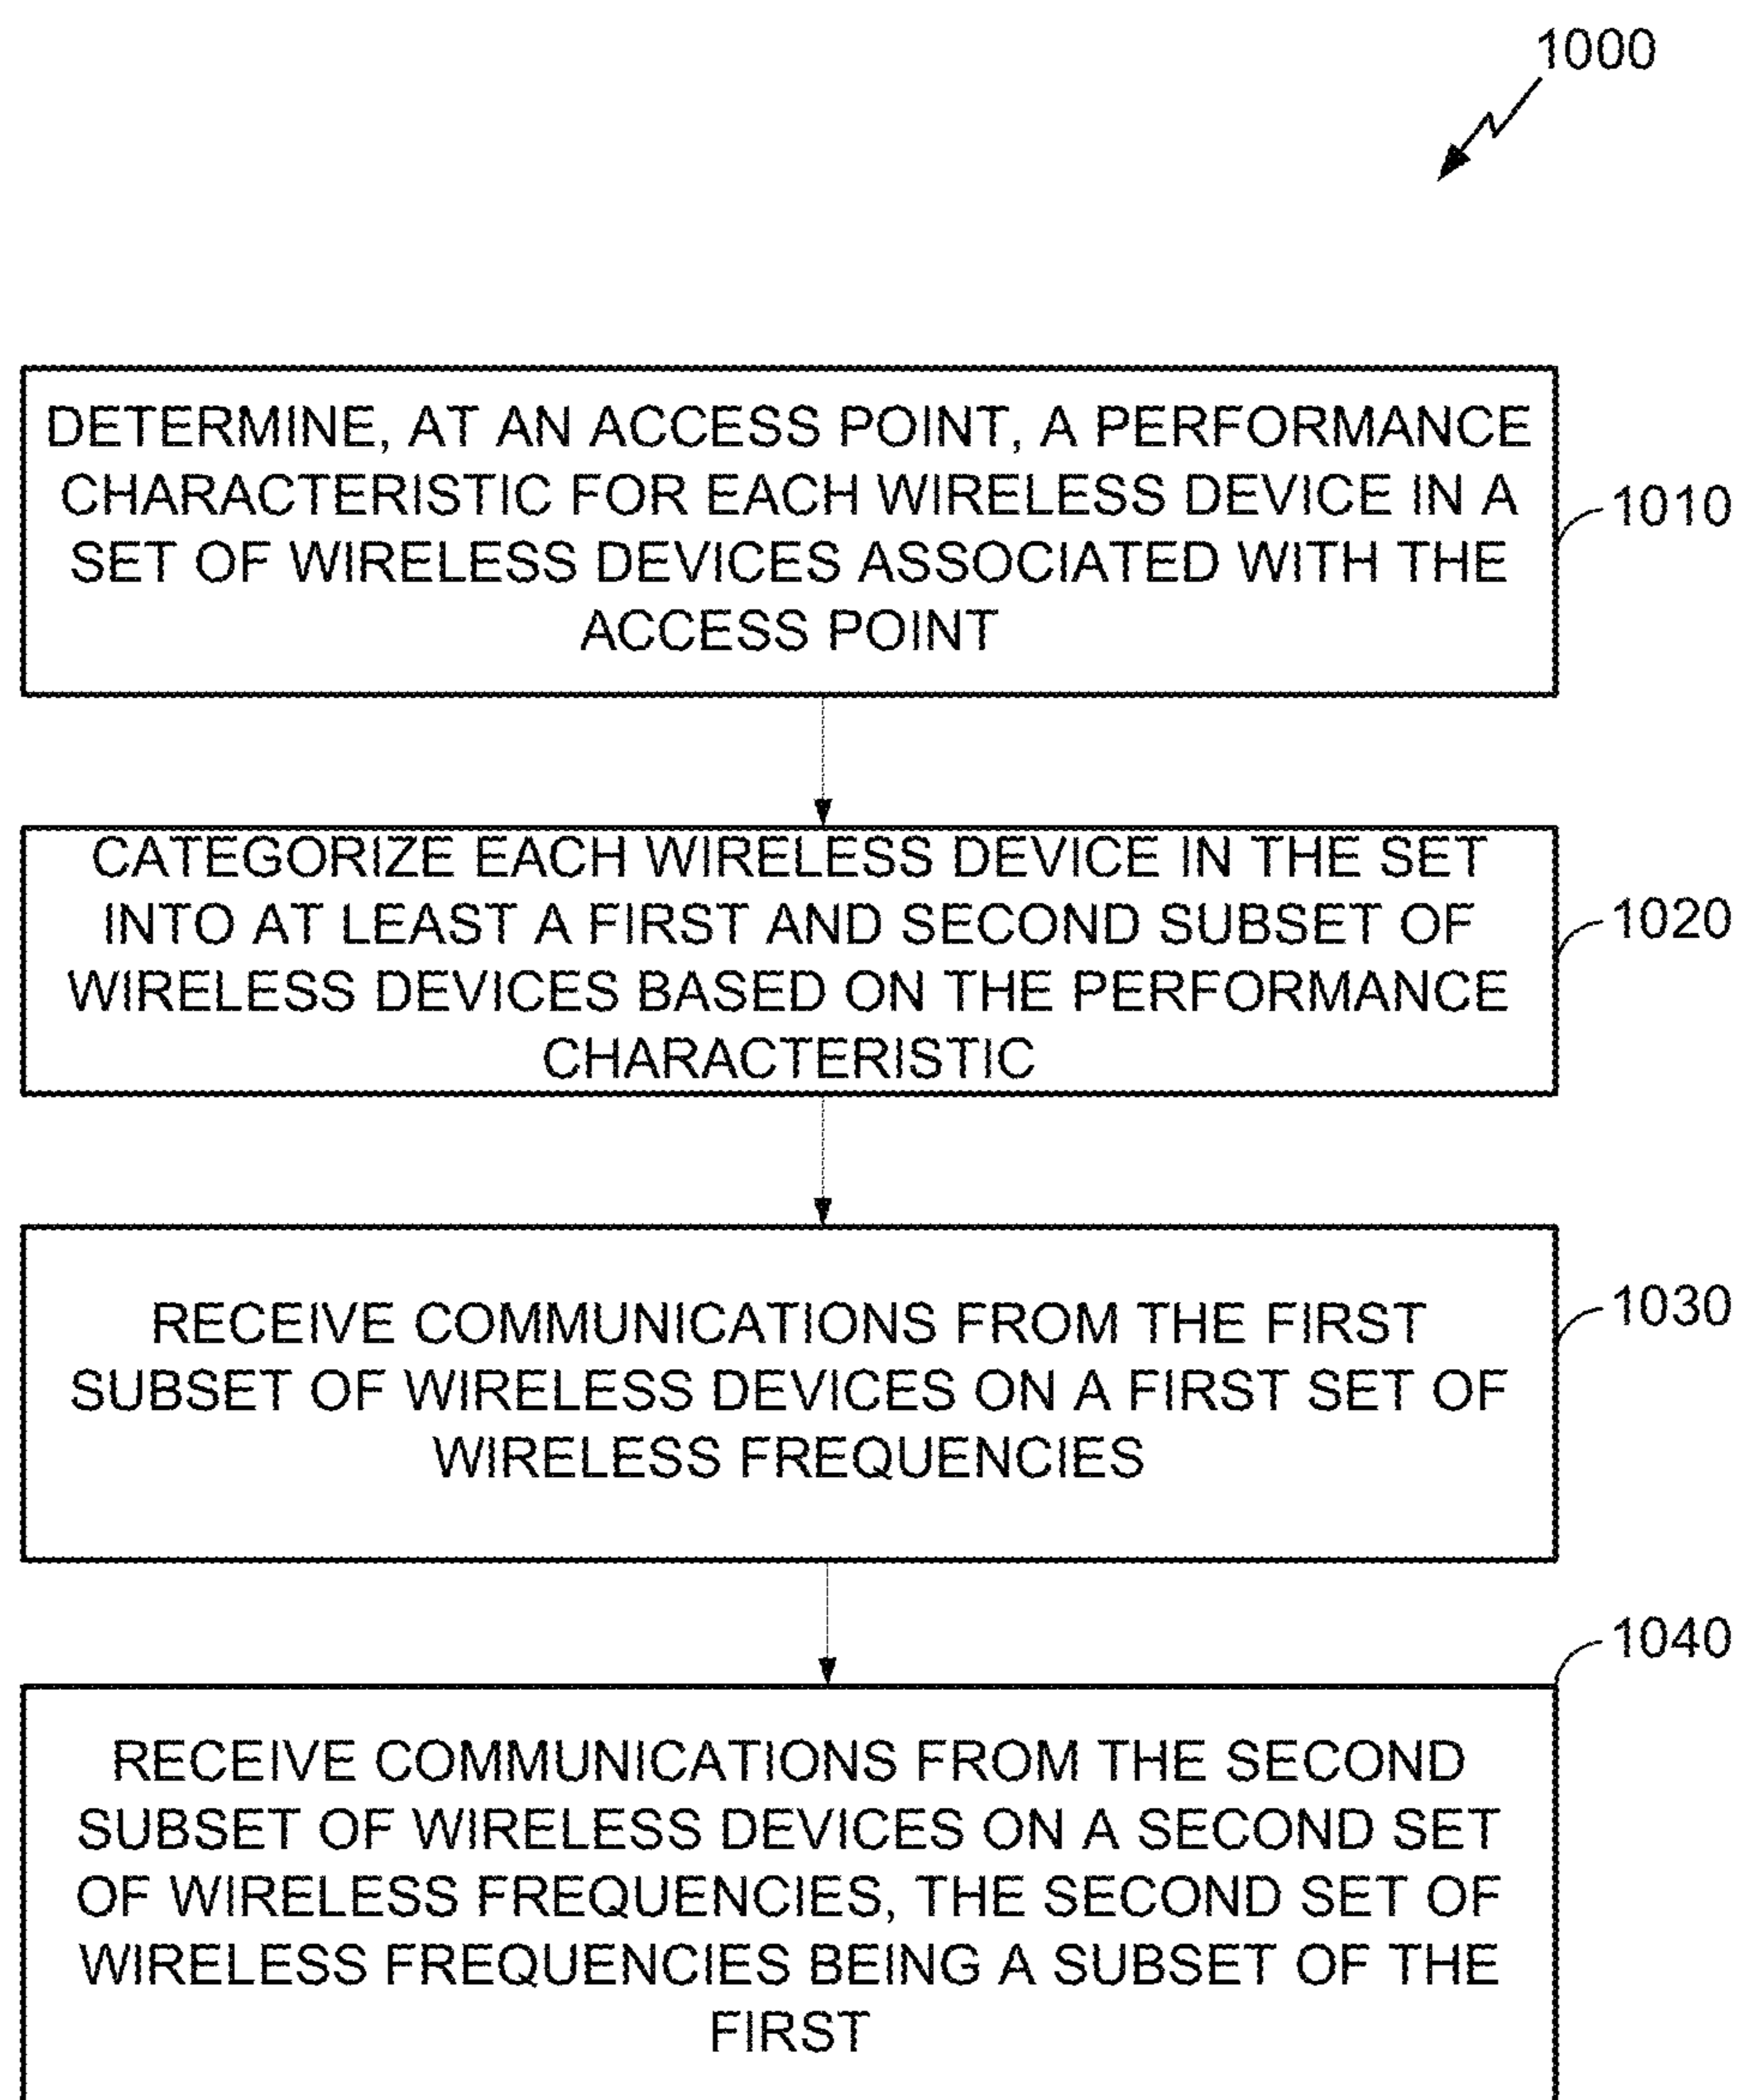 1000
DETERMINE, AT AN ACCESS POINT, A PERFORMANCE
CHARACTERISTIC FOR EACH WIRELESS DEVICE IN A
SET OF WIRELESS DEVICES ASSOCIATED WITH THE
ACCESS POINT
1010
CATEGORIZE EACH WIRELESS DEVICE IN THE SET
INTO AT LEAST A FIRST AND SECOND SUBSET OF
WIRELESS DEVICES BASED ON THE PERFORMANCE
CHARACTERISTIC
1020
RECEIVE COMMUNICATIONS FROM THE FIRST
SUBSET OF WIRELESS DEVICES ON A FIRST SET OF
WIRELESS FREQUENCIES
1030
RECEIVE COMMUNICATIONS FROM THE SECOND
SUBSET OF WIRELESS DEVICES ON A SECOND SET
OF WIRELESS FREQUENCIES, THE SECOND SET OF
WIRELESS FREQUENCIES BEING A SUBSET OF THE
FIRST
1040